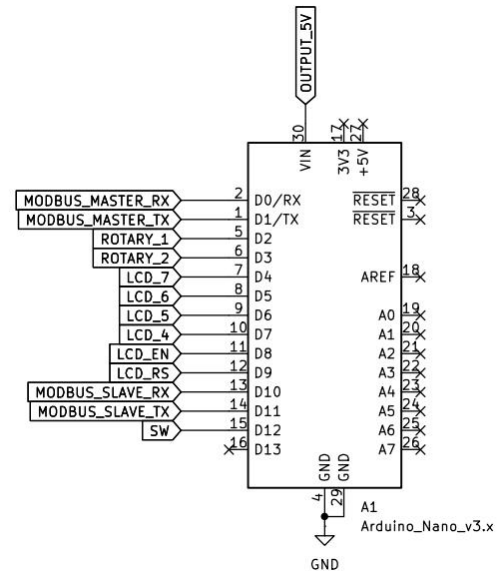 OUTPUT_5V
30
17
27
VIN
3V3
+5V
MODBUS_MASTER_RX 2 D0/RX RESET 28
MODBUS_MASTER_TX 1 D1/TX RESET 3
ROTARY_1 5 D2
ROTARY_2 6 D3
LCD_7 7 D4 AREF 18
LCD_6 8 D5
LCD_5 9 D6 A0 19
LCD_4 10 D7 A1 20
LCD_EN 11 D8 A2 21
LCD_RS 12 D9 A3 22
MODBUS_SLAVE_RX 13 D10 A4 23
MODBUS_SLAVE_TX 14 D11 A5 24
SW 15 D12 A6 25
16 D13 A7 26
GND
GND
4
29
A1
Arduino_Nano_v3.x
GND